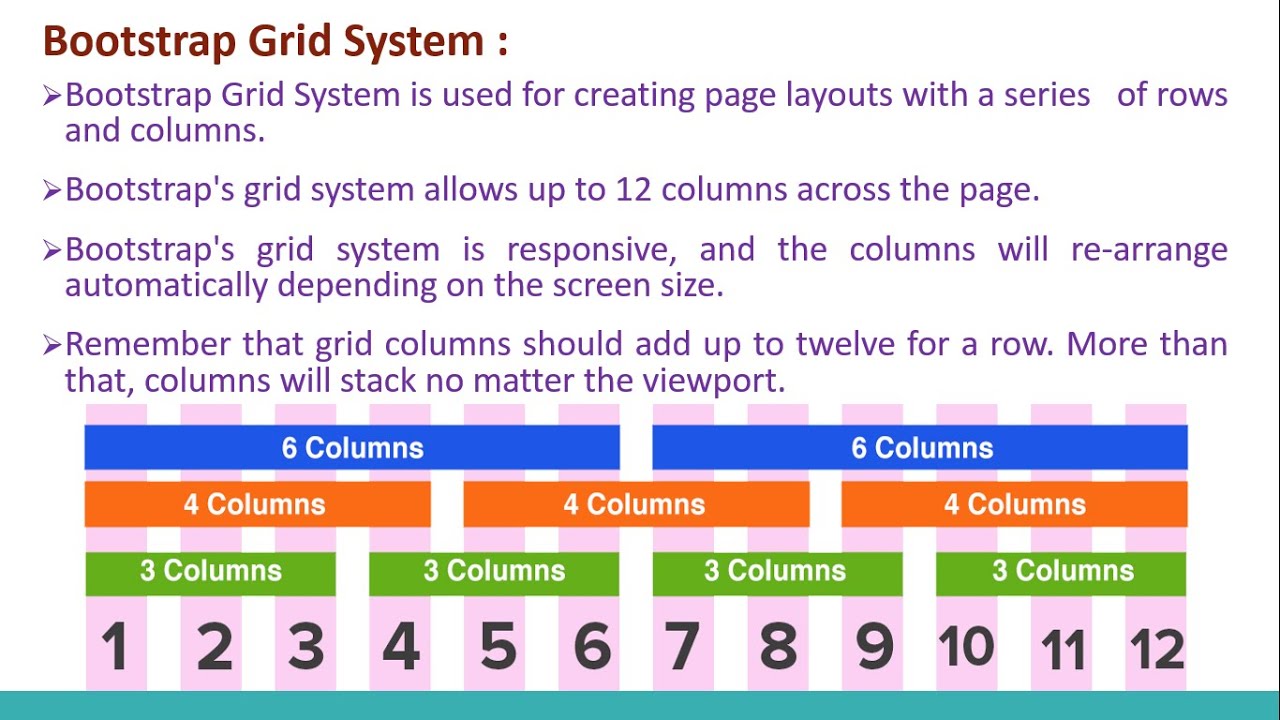 Bootstrap Grid System :
➢Bootstrap Grid System is used for creating page layouts with a series of rows
and columns.
➢Bootstrap's grid system allows up to 12 columns across the page.
➢Bootstrap's grid system is responsive, and the columns will re-arrange
automatically depending on the screen size.
➢Remember that grid columns should add up to twelve for a row. More than
that, columns will stack no matter the viewport.
6 Columns 6 Columns
4 Columns 4 Columns 4 Columns
3 Columns 3 Columns 3 Columns 3 Columns
1 2 3 4 5 6 7 8 9 10 11 12